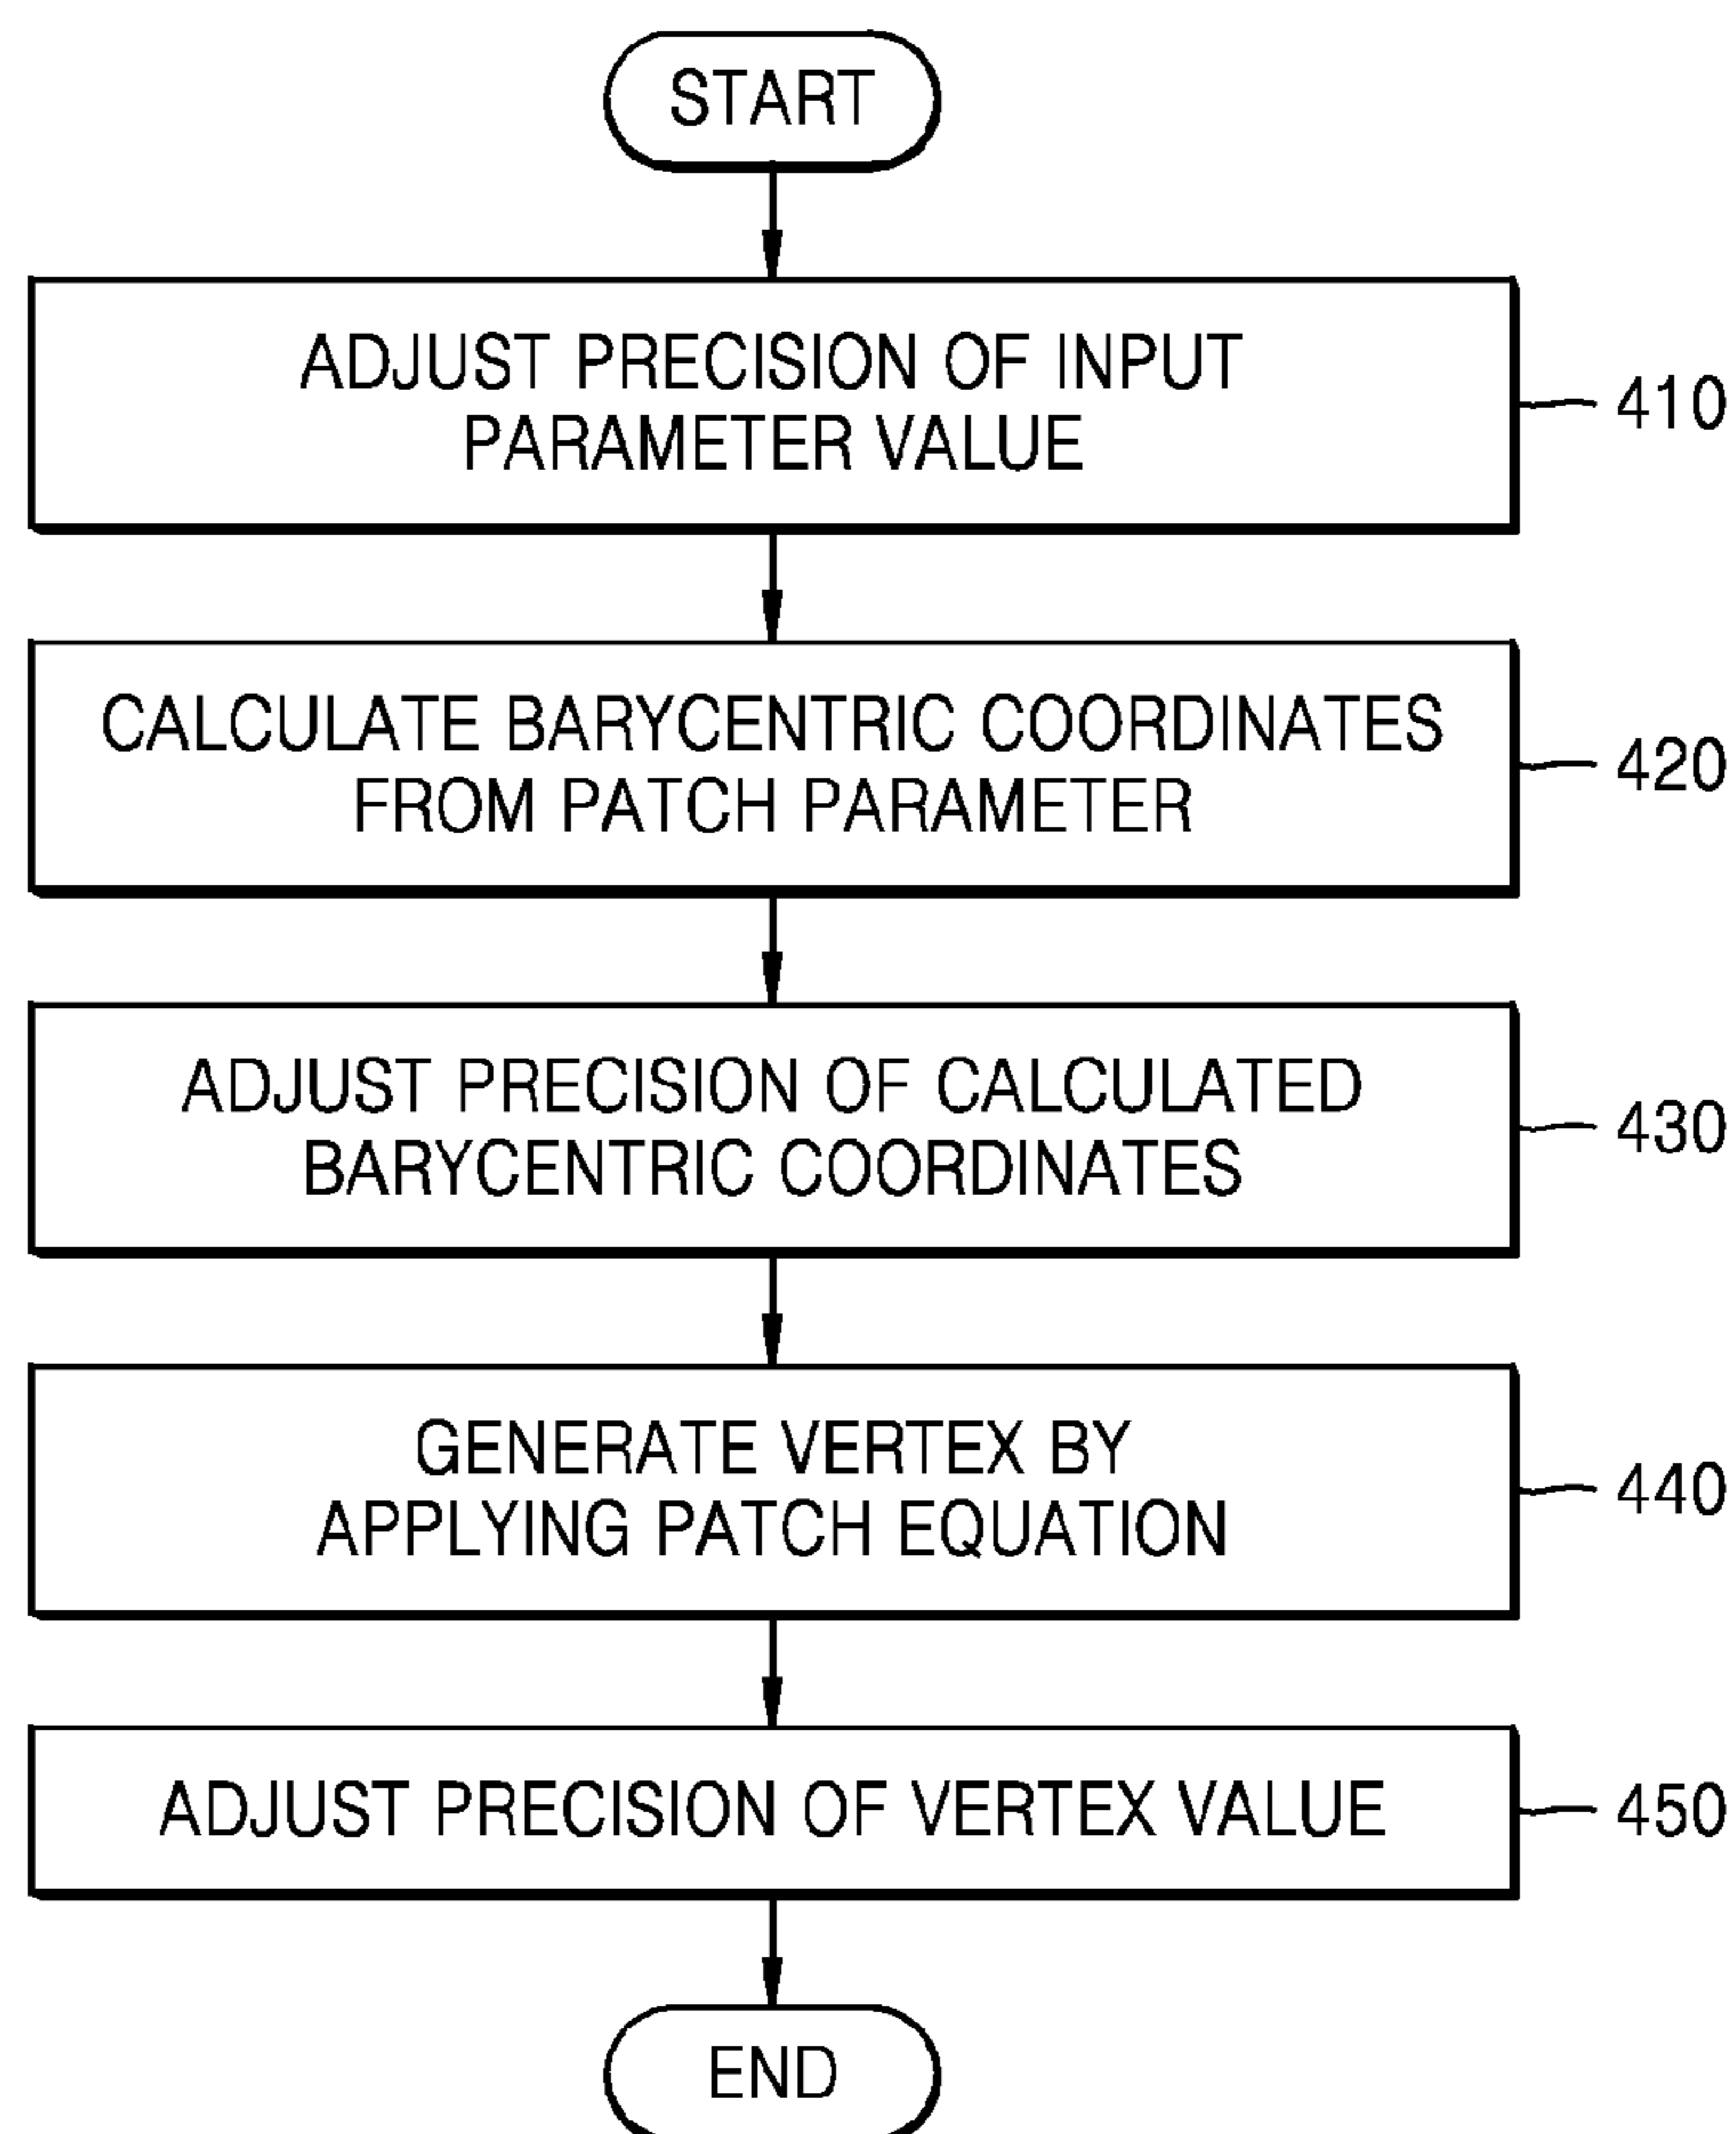 START
ADJUST PRECISION OF INPUT
PARAMETER VALUE
410
CALCULATE BARYCENTRIC COORDINATES
FROM PATCH PARAMETER
420
ADJUST PRECISION OF CALCULATED
BARYCENTRIC COORDINATES
430
GENERATE VERTEX BY
APPLYING PATCH EQUATION
440
ADJUST PRECISION OF VERTEX VALUE
450
END